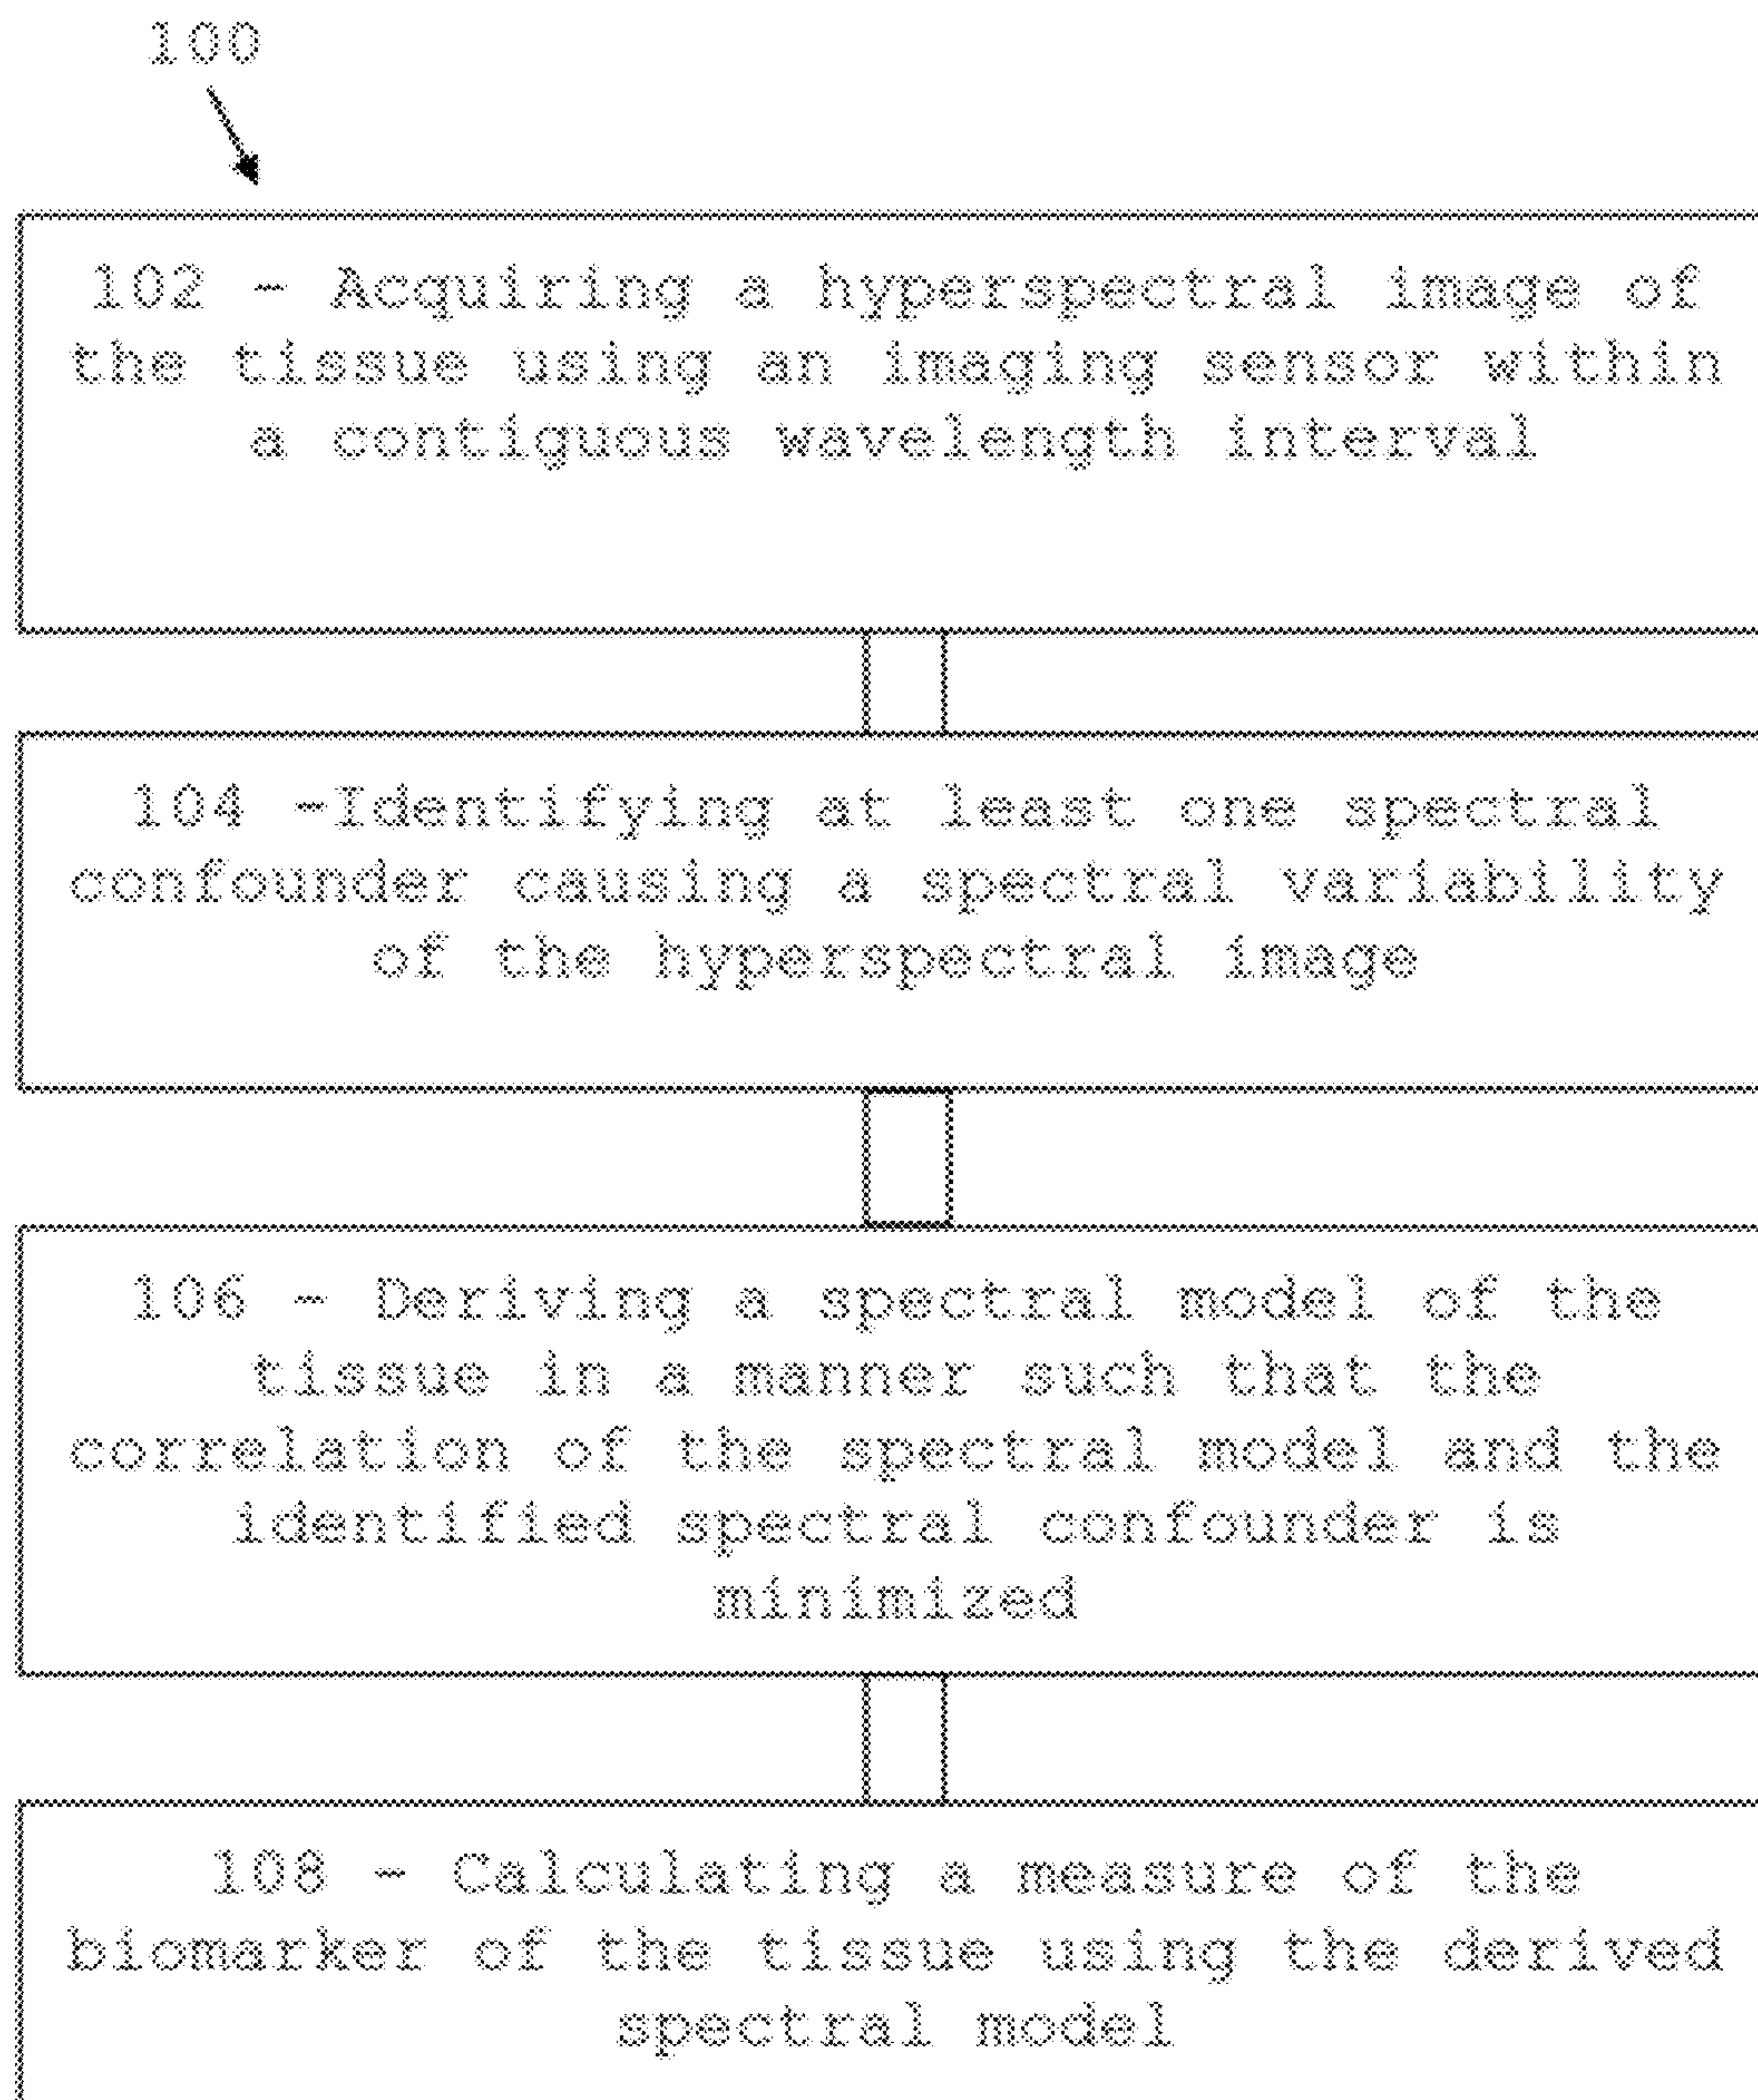 100
102 - Acquiring a hyperspectral image of
the tissue using an imaging sensor within
a contiguous wavelength interval
104 -Identifying at least one spectral
confounder causing a spectral variability
of the hyperspectral image
106 - Deriving a spectral model of the
tissue in a manner such that the
correlation of the spectral model and the
identified spectral confounder is
minimized
108 - Calculating a measure of the
biomarker of the tissue using the derived
spectral model